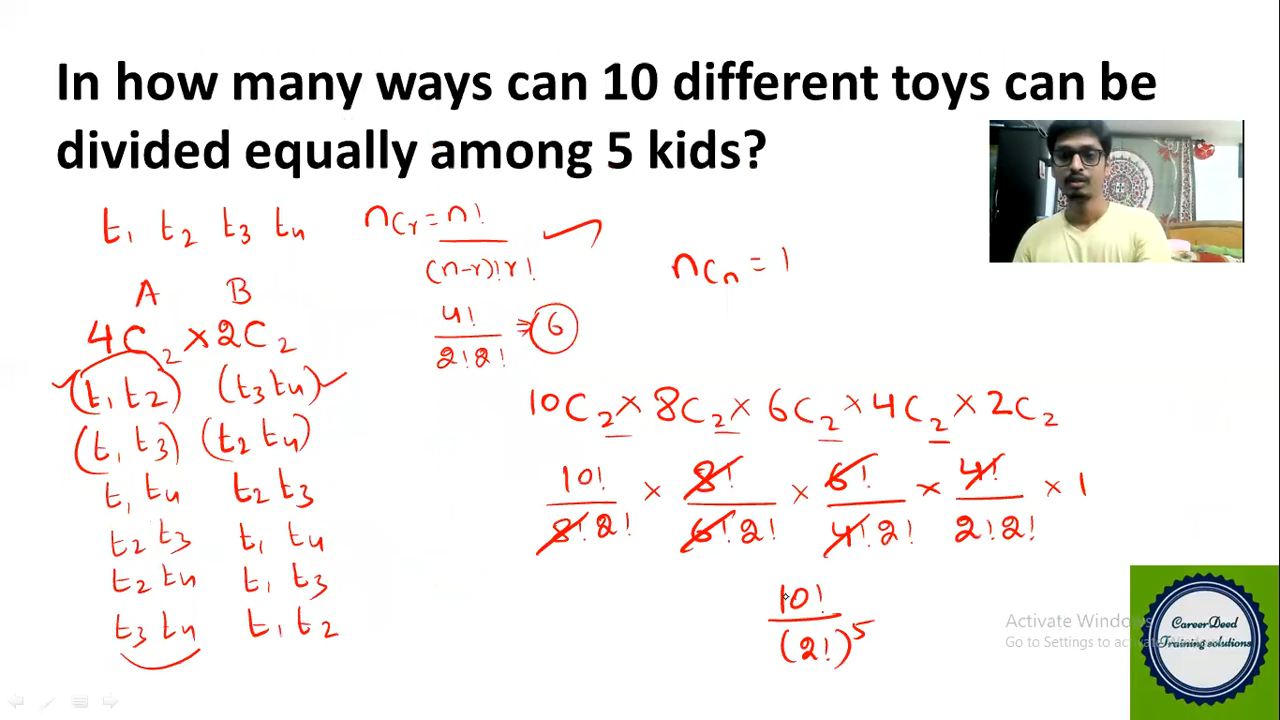 In how many ways can 10 different toys can be
divided equally among 5 kids?
t₁ t₂ t₃ t₄
nCr = n!
(n-r)! r!
nCn = 1
A B
4C₂ × 2C₂
4!
2! 2!
⇒ 6
(t₁ t₂) (t₃ t₄)
(t₁ t₃) (t₂ t₄)
t₁ t₄ t₂ t₃
t₂ t₃ t₁ t₄
t₂ t₄ t₁ t₃
t₃ t₄ t₁ t₂
10C₂ × 8C₂ × 6C₂ × 4C₂ × 2C₂
10! × 8! × 6! × 4! × 1
8! 2! 6! 2! 4! 2! 2! 2!
10!
(2!)⁵
Activate Windows
Go to Settings to activate
CareerDeed
Training solutions